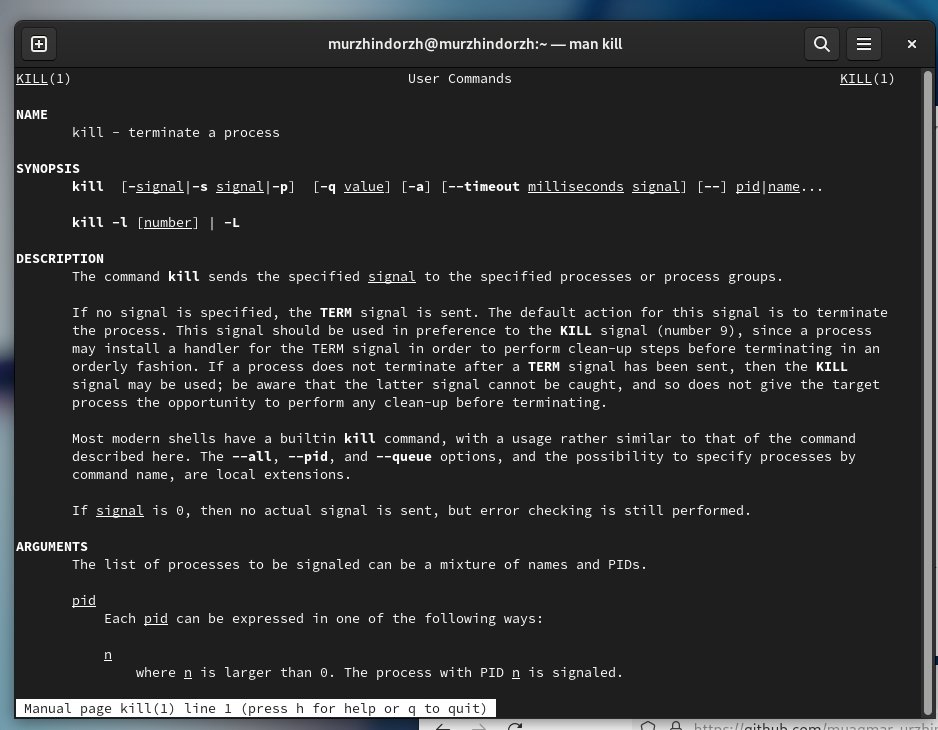 murzhindorzh@murzhindorzh:~ — man kill
KILL(1) User Commands KILL(1)
NAME
kill - terminate a process
SYNOPSIS
kill [-signal|-s signal|-p] [-q value] [-a] [--timeout milliseconds signal] [--] pid|name...
kill -l [number] | -L
DESCRIPTION
The command kill sends the specified signal to the specified processes or process groups.
If no signal is specified, the TERM signal is sent. The default action for this signal is to terminate
the process. This signal should be used in preference to the KILL signal (number 9), since a process
may install a handler for the TERM signal in order to perform clean-up steps before terminating in an
orderly fashion. If a process does not terminate after a TERM signal has been sent, then the KILL
signal may be used; be aware that the latter signal cannot be caught, and so does not give the target
process the opportunity to perform any clean-up before terminating.
Most modern shells have a builtin kill command, with a usage rather similar to that of the command
described here. The --all, --pid, and --queue options, and the possibility to specify processes by
command name, are local extensions.
If signal is 0, then no actual signal is sent, but error checking is still performed.
ARGUMENTS
The list of processes to be signaled can be a mixture of names and PIDs.
pid
Each pid can be expressed in one of the following ways:
n
where n is larger than 0. The process with PID n is signaled.
Manual page kill(1) line 1 (press h for help or q to quit)
https://github.com/